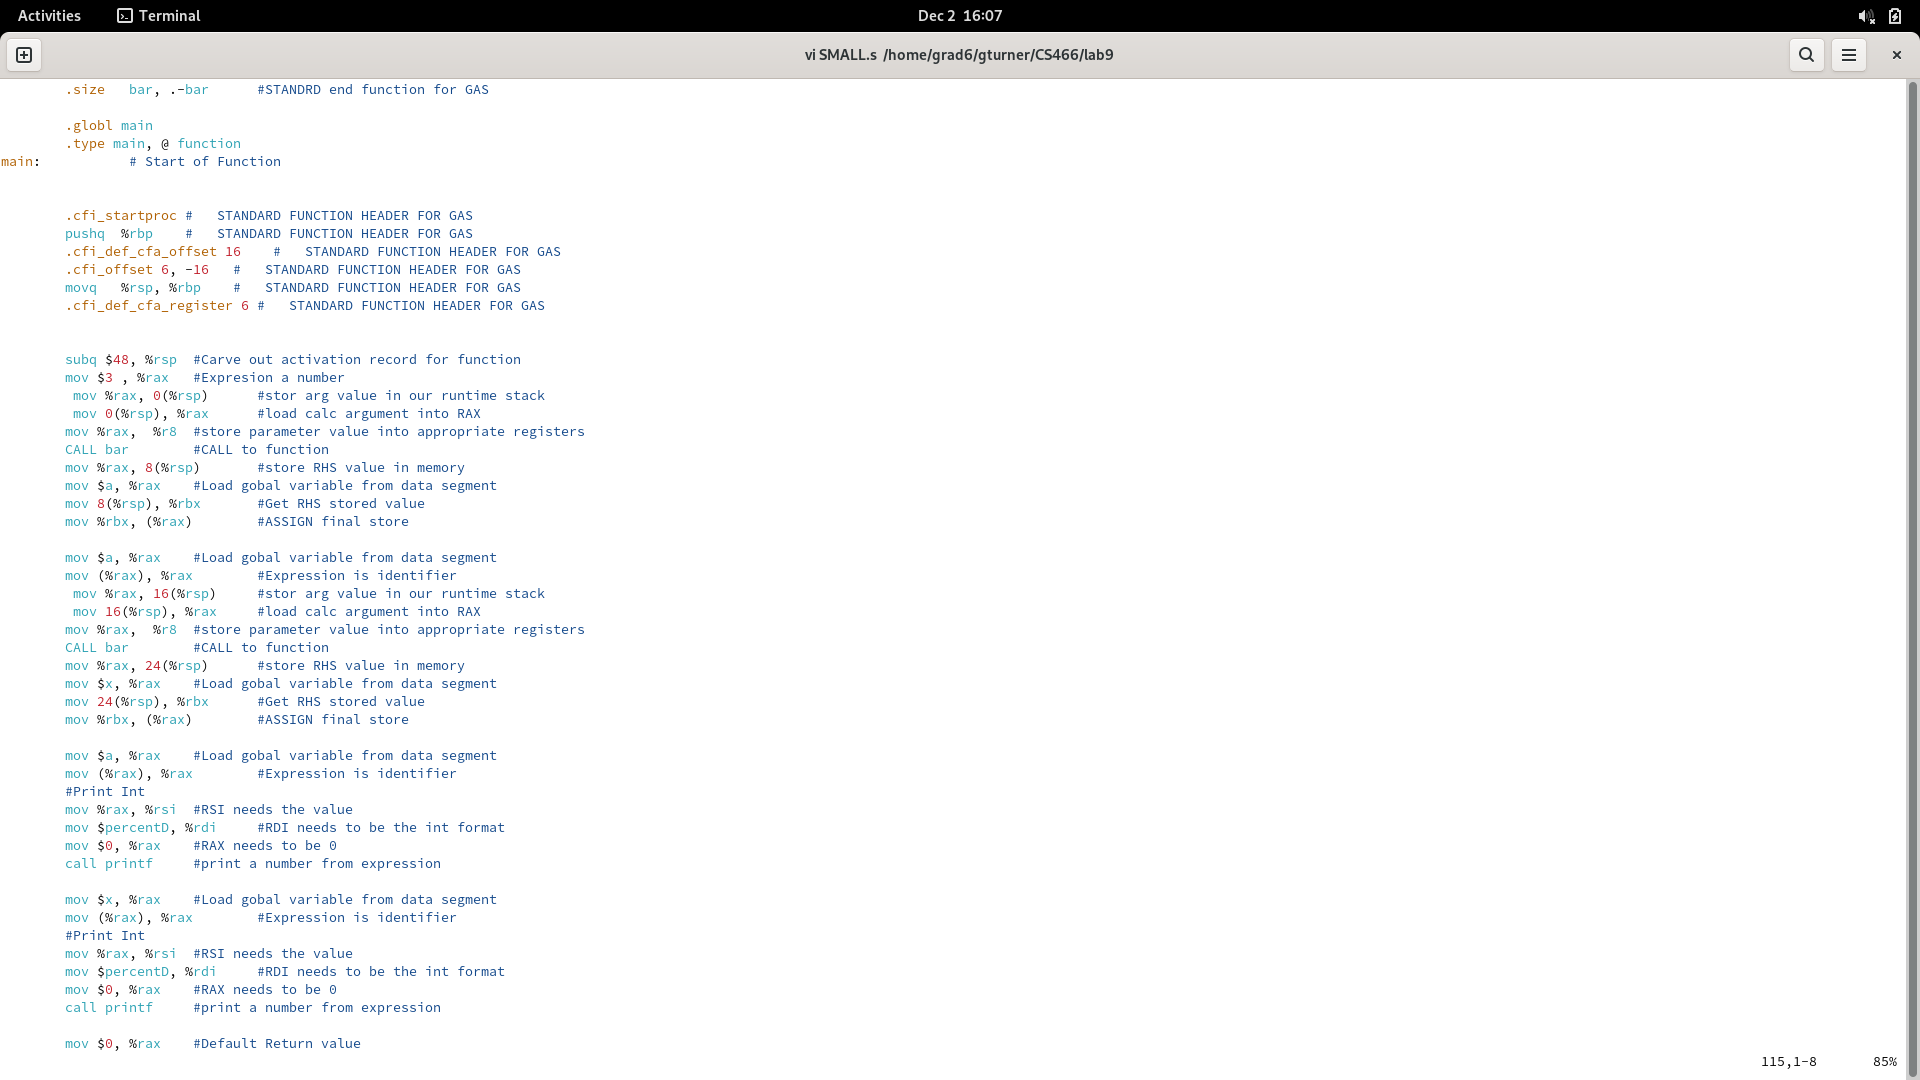 Activities Terminal Dec 2 16:07
vi SMALL.s /home/grad6/gturner/CS466/lab9
.size bar, .-bar #STANDRD end function for GAS
.globl main
.type main, @ function
main: # Start of Function
.cfi_startproc # STANDARD FUNCTION HEADER FOR GAS
pushq %rbp # STANDARD FUNCTION HEADER FOR GAS
.cfi_def_cfa_offset 16 # STANDARD FUNCTION HEADER FOR GAS
.cfi_offset 6, -16 # STANDARD FUNCTION HEADER FOR GAS
movq %rsp, %rbp # STANDARD FUNCTION HEADER FOR GAS
.cfi_def_cfa_register 6 # STANDARD FUNCTION HEADER FOR GAS
subq $48, %rsp #Carve out activation record for function
mov $3 , %rax #Expresion a number
mov %rax, 0(%rsp) #stor arg value in our runtime stack
mov 0(%rsp), %rax #load calc argument into RAX
mov %rax, %r8 #store parameter value into appropriate registers
CALL bar #CALL to function
mov %rax, 8(%rsp) #store RHS value in memory
mov $a, %rax #Load gobal variable from data segment
mov 8(%rsp), %rbx #Get RHS stored value
mov %rbx, (%rax) #ASSIGN final store
mov $a, %rax #Load gobal variable from data segment
mov (%rax), %rax #Expression is identifier
mov %rax, 16(%rsp) #stor arg value in our runtime stack
mov 16(%rsp), %rax #load calc argument into RAX
mov %rax, %r8 #store parameter value into appropriate registers
CALL bar #CALL to function
mov %rax, 24(%rsp) #store RHS value in memory
mov $x, %rax #Load gobal variable from data segment
mov 24(%rsp), %rbx #Get RHS stored value
mov %rbx, (%rax) #ASSIGN final store
mov $a, %rax #Load gobal variable from data segment
mov (%rax), %rax #Expression is identifier
#Print Int
mov %rax, %rsi #RSI needs the value
mov $percentD, %rdi #RDI needs to be the int format
mov $0, %rax #RAX needs to be 0
call printf #print a number from expression
mov $x, %rax #Load gobal variable from data segment
mov (%rax), %rax #Expression is identifier
#Print Int
mov %rax, %rsi #RSI needs the value
mov $percentD, %rdi #RDI needs to be the int format
mov $0, %rax #RAX needs to be 0
call printf #print a number from expression
mov $0, %rax #Default Return value
115,1-8 85%